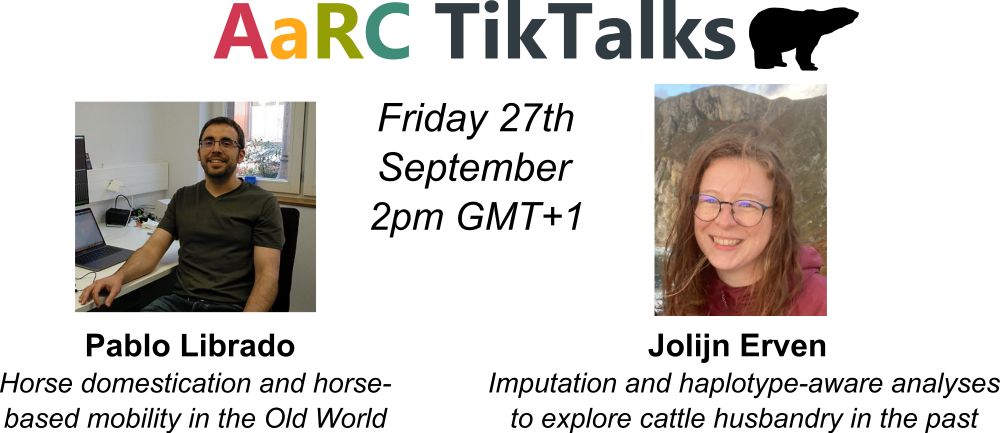 AaRC TikTalks
Friday 27th
September
2pm GMT+1
Pablo Librado
Horse domestication and horse-
based mobility in the Old World
Jolijn Erven
Imputation and haplotype-aware analyses
to explore cattle husbandry in the past